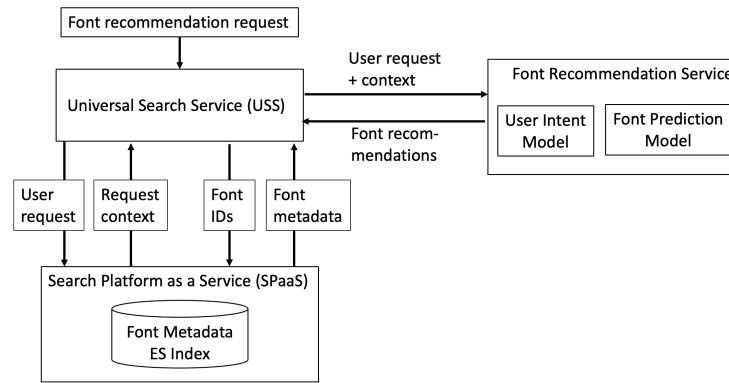 Font recommendation request
User request
+ context
Font Recommendation Service
Universal Search Service (USS)
User Intent
Model
Font Prediction
Model
Font recom-
mendations
User
request
Request
context
Font
IDs
Font
metadata
Search Platform as a Service (SPaaS)
Font Metadata
ES Index